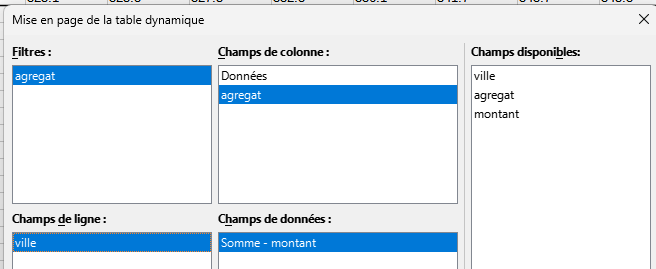 Mise en page de la table dynamique
Filtres :
Champs de colonne :
Champs disponibles:
agregat
Données
agregat
ville
agregat
montant
Champs de ligne :
Champs de données :
ville
Somme - montant